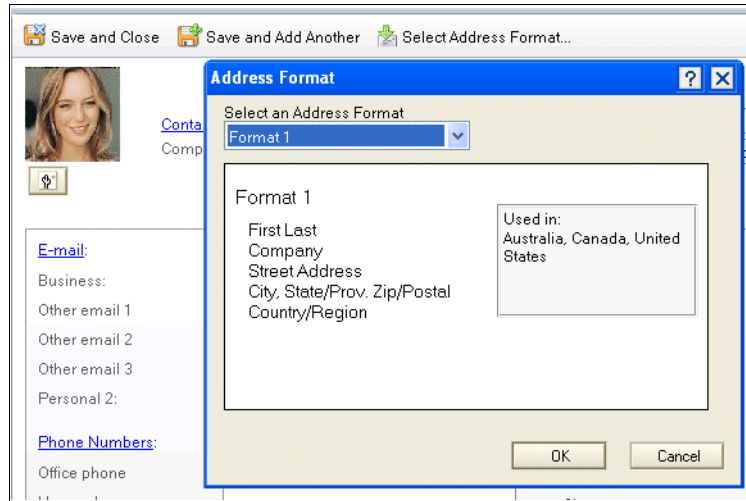 Save and Close Save and Add Another Select Address Format...
Address Format
Select an Address Format
Format 1
Conta
Comp
Format 1
First Last
Company
Street Address
City, State/Prov. Zip/Postal
Country/Region
Used in:
Australia, Canada, United
States
E-mail:
Business:
Other email 1
Other email 2
Other email 3
Personal 2:
Phone Numbers:
Office phone
OK Cancel